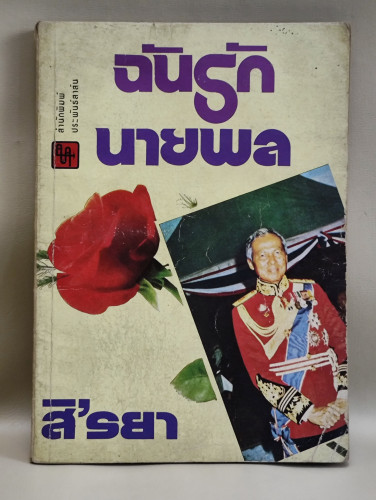 ฉันรัก
นายพล
สำนักพิมพ์
ประพันธ์สาส์น
สิ'รยา